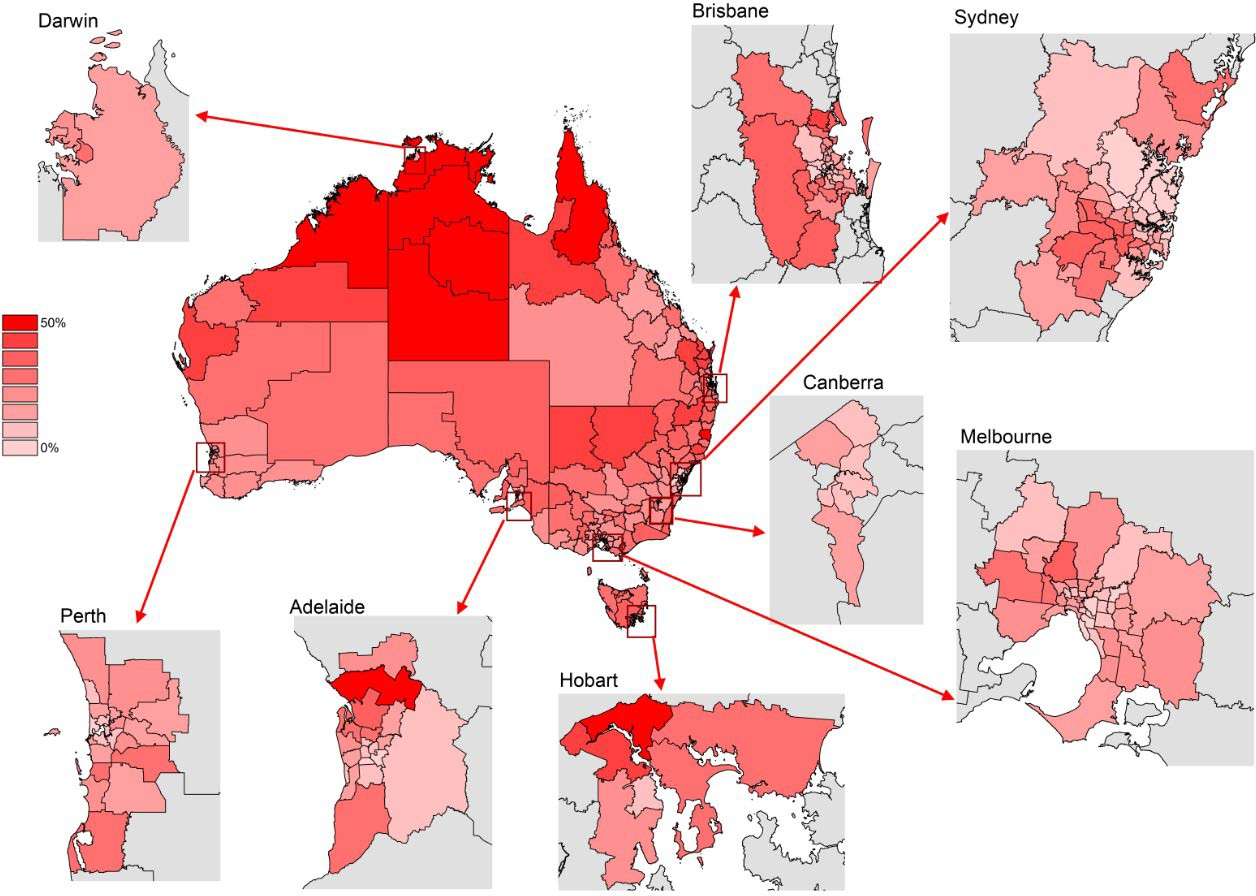 Darwin
Brisbane
Sydney
50%
0%
Canberra
Melbourne
Perth
Adelaide
Hobart